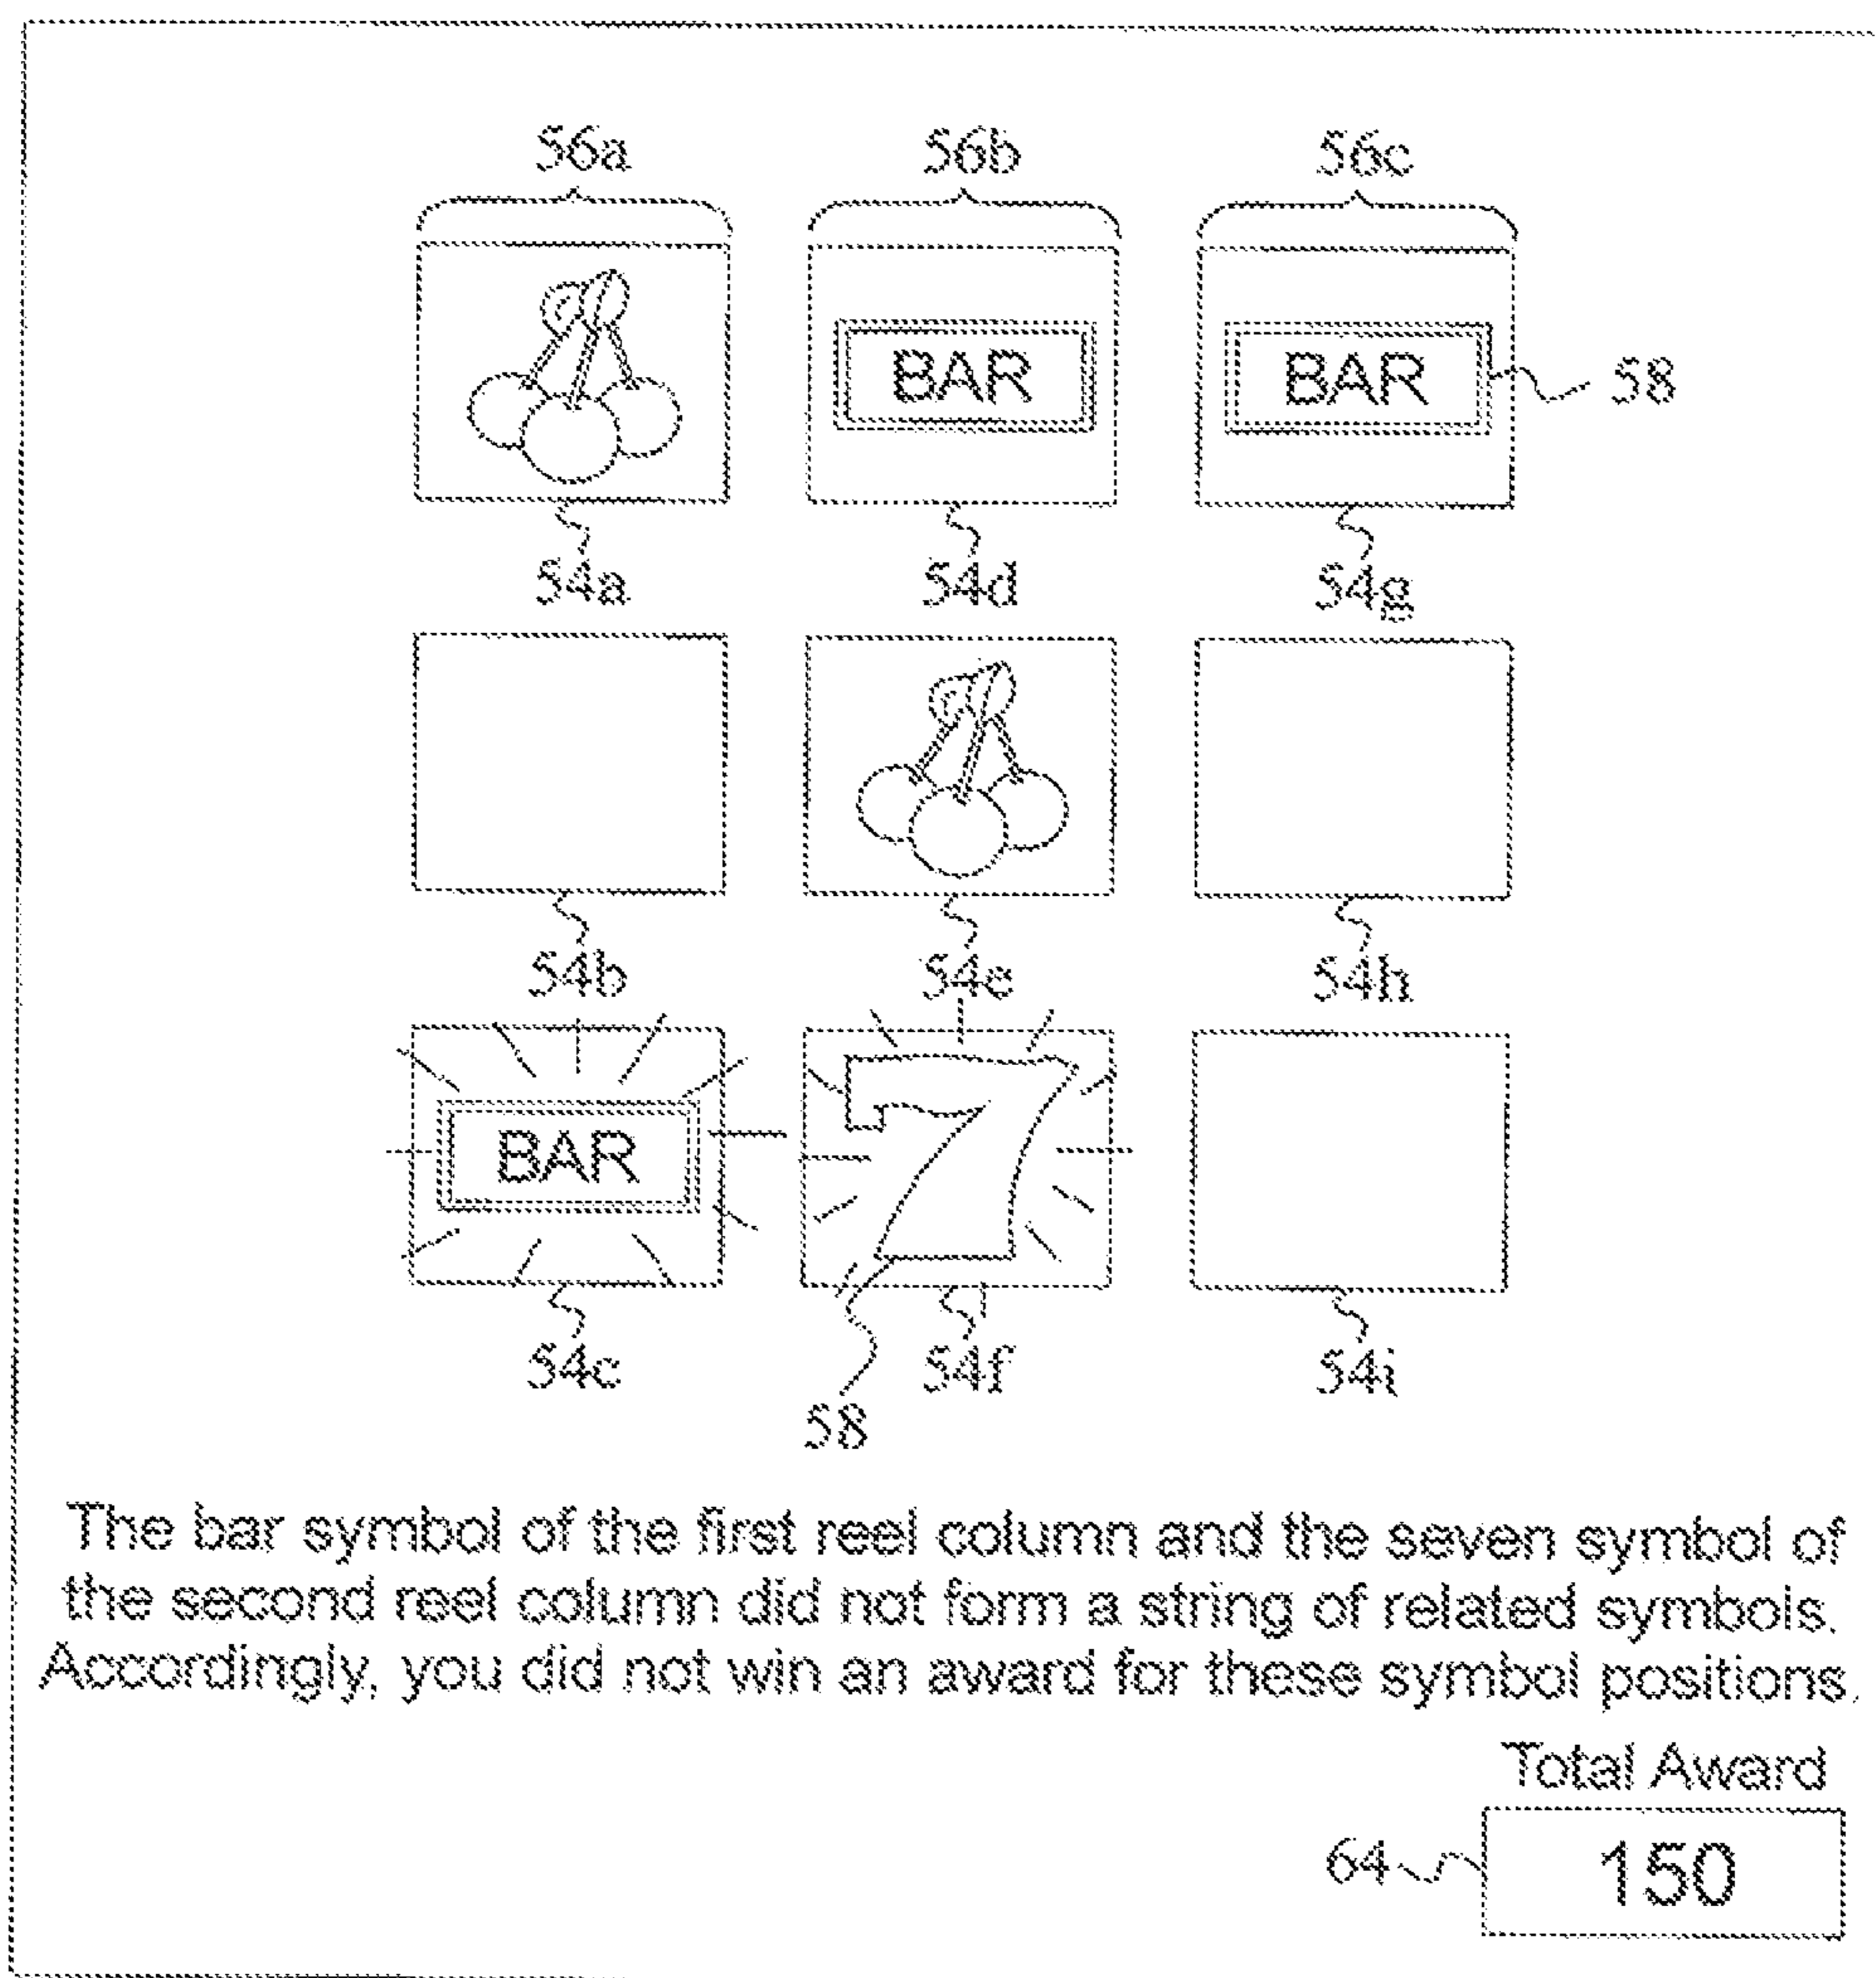 56a 56b 56c
BAR BAR 58
54a 54d 54g
54b 54e 54h
BAR 7
54c 54f 54i
58
The bar symbol of the first reel column and the seven symbol of
the second reel column did not form a string of related symbols.
Accordingly, you did not win an award for these symbol positions.
Total Award
64 150